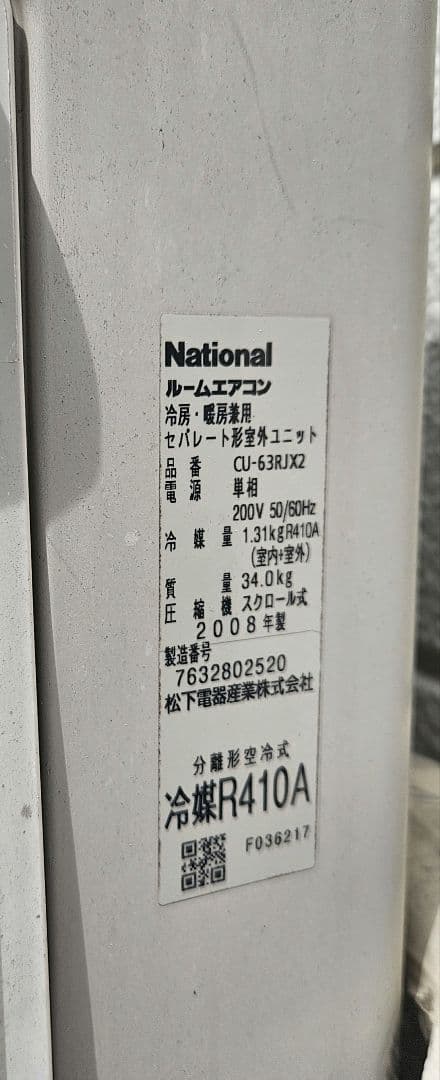 National
ルームエアコン
冷房・暖房兼用
セパレート形室外ユニット
品番 CU-63RJX2
電源 単相
200V 50/60Hz
冷媒量 1.31kg R410A
(室内+室外)
質量 34.0kg
圧縮機 スクロール式
2008年製
製造番号
7632802520
松下電器産業株式会社
分離形空冷式
冷媒R410A
F036217